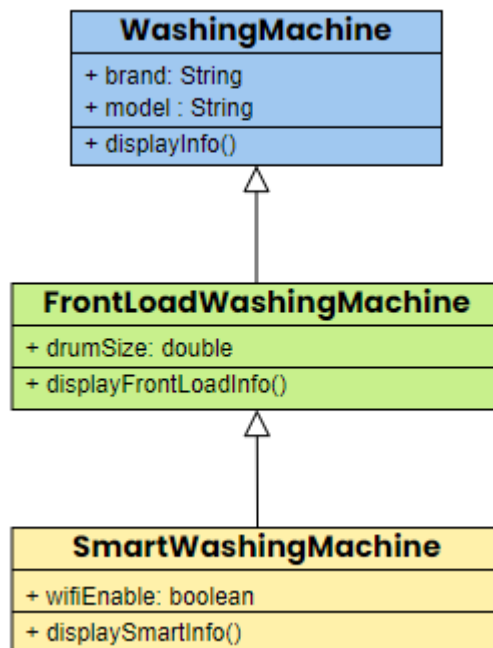 WashingMachine
+ brand: String
+ model : String
+ displayInfo()
FrontLoadWashingMachine
+ drumSize: double
+ displayFrontLoadInfo()
SmartWashingMachine
+ wifiEnable: boolean
+ displaySmartInfo()